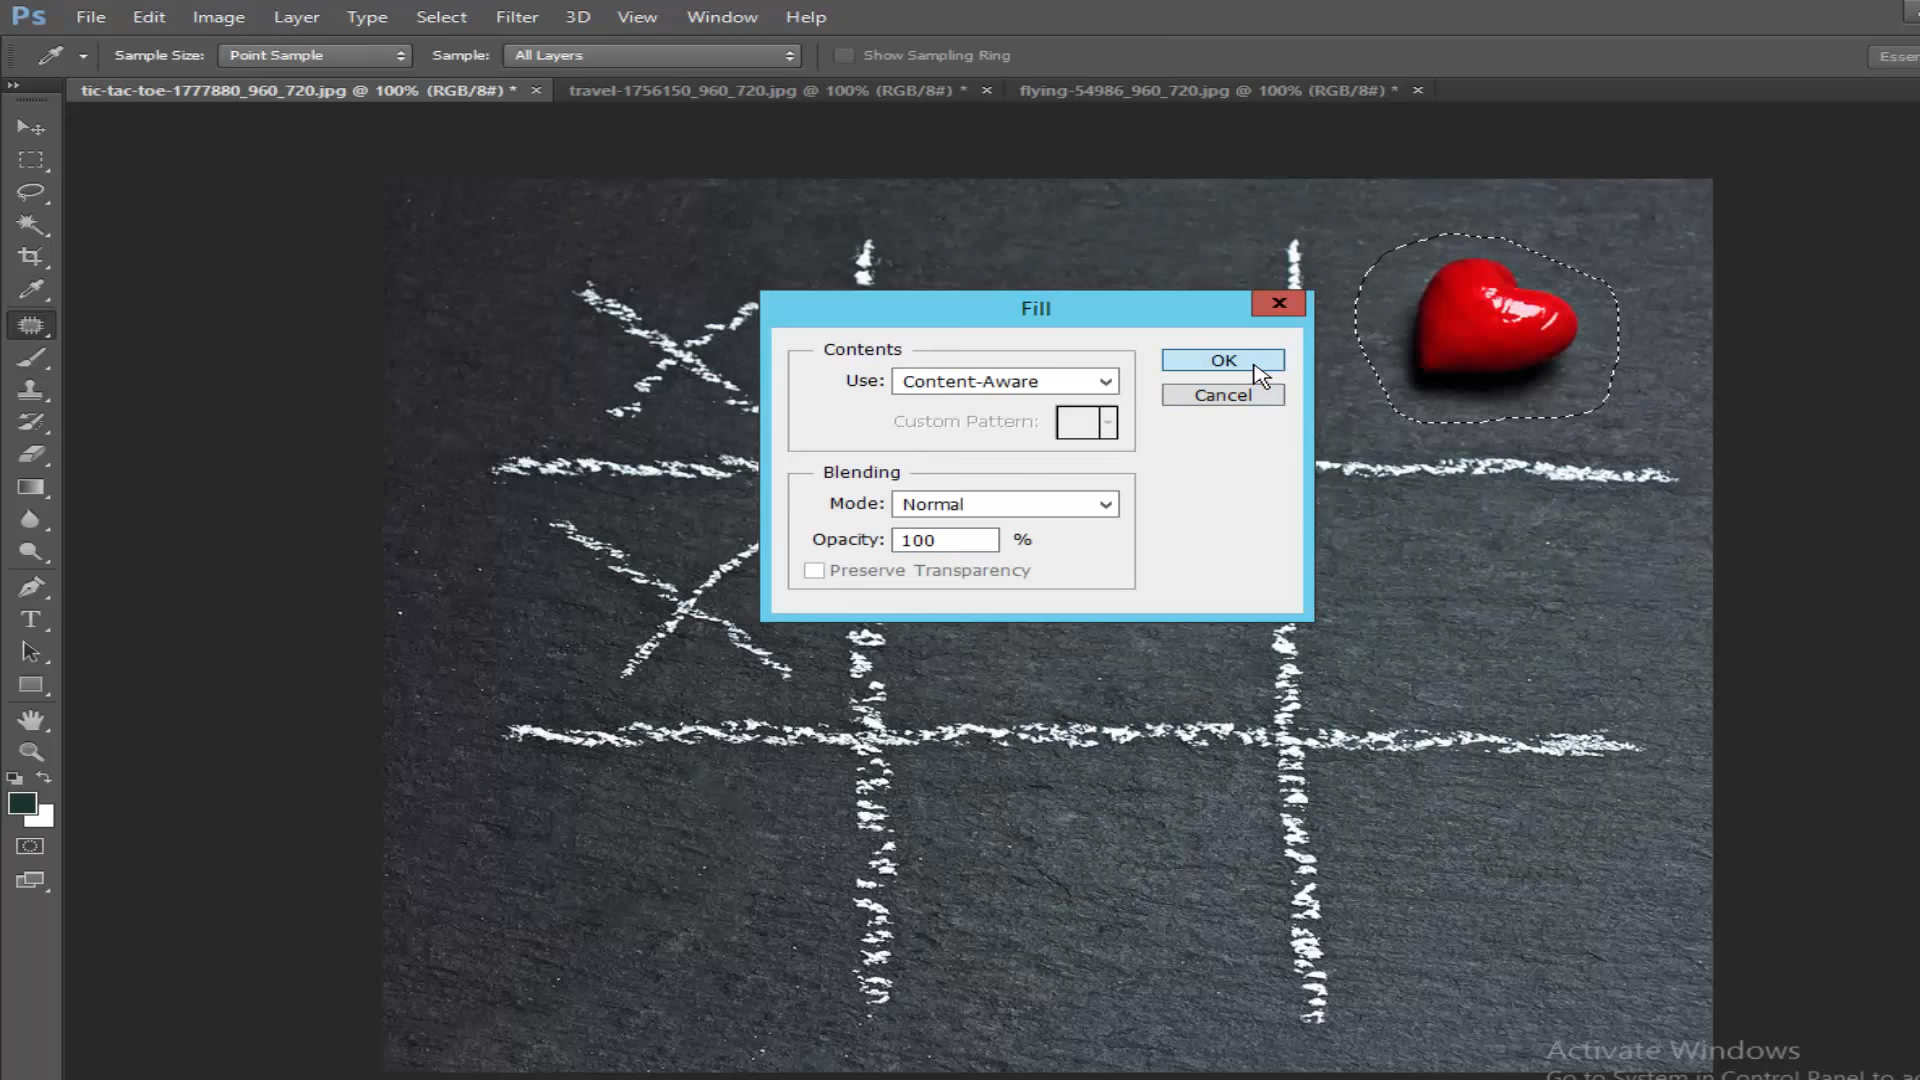 Ps File Edit Image Layer Type Select Filter 3D View Window Help
Sample Size: Point Sample Sample: All Layers Show Sampling Ring
tic-tac-toe-1777880_960_720.jpg @ 100% (RGB/8#) * × travel-1756150_960_720.jpg @ 100% (RGB/8#) * × flying-54986_960_720.jpg @ 100% (RGB/8#) * ×
Fill
Contents
OK
Use: Content-Aware
Cancel
Custom Pattern:
Blending
Mode: Normal
Opacity: 100 %
Preserve Transparency
Activate Windows
Go to System in Control Panel to